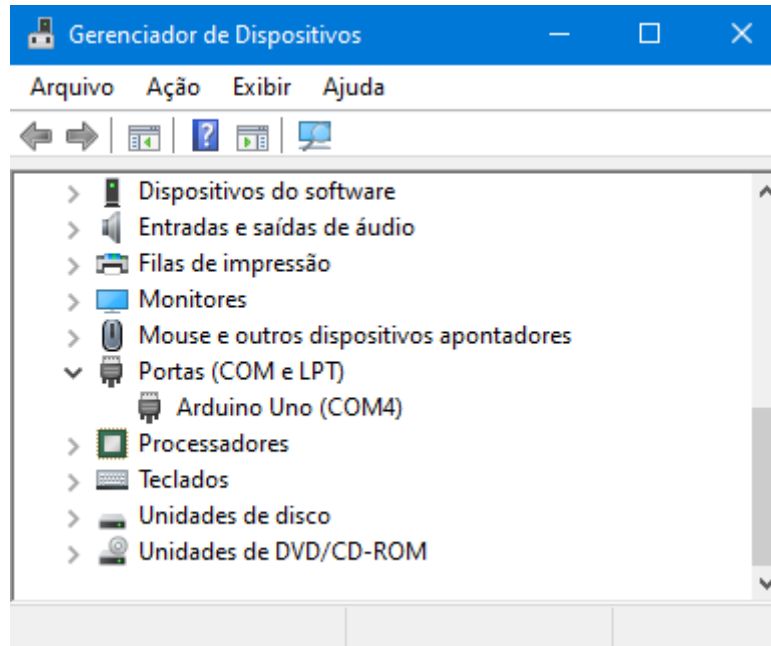 Gerenciador de Dispositivos
Arquivo Ação Exibir Ajuda
Dispositivos do software
Entradas e saídas de áudio
Filas de impressão
Monitores
Mouse e outros dispositivos apontadores
Portas (COM e LPT)
Arduino Uno (COM4)
Processadores
Teclados
Unidades de disco
Unidades de DVD/CD-ROM